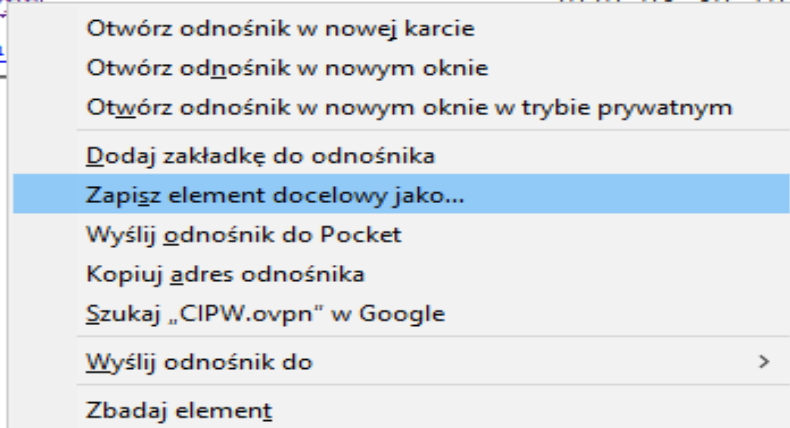 Otwórz odnośnik w nowej karcie
Otwórz odnośnik w nowym oknie
Otwórz odnośnik w nowym oknie w trybie prywatnym
Dodaj zakładkę do odnośnika
Zapisz element docelowy jako...
Wyślij odnośnik do Pocket
Kopiuj adres odnośnika
Szukaj „CIPW.ovpn” w Google
Wyślij odnośnik do >
Zbadaj element